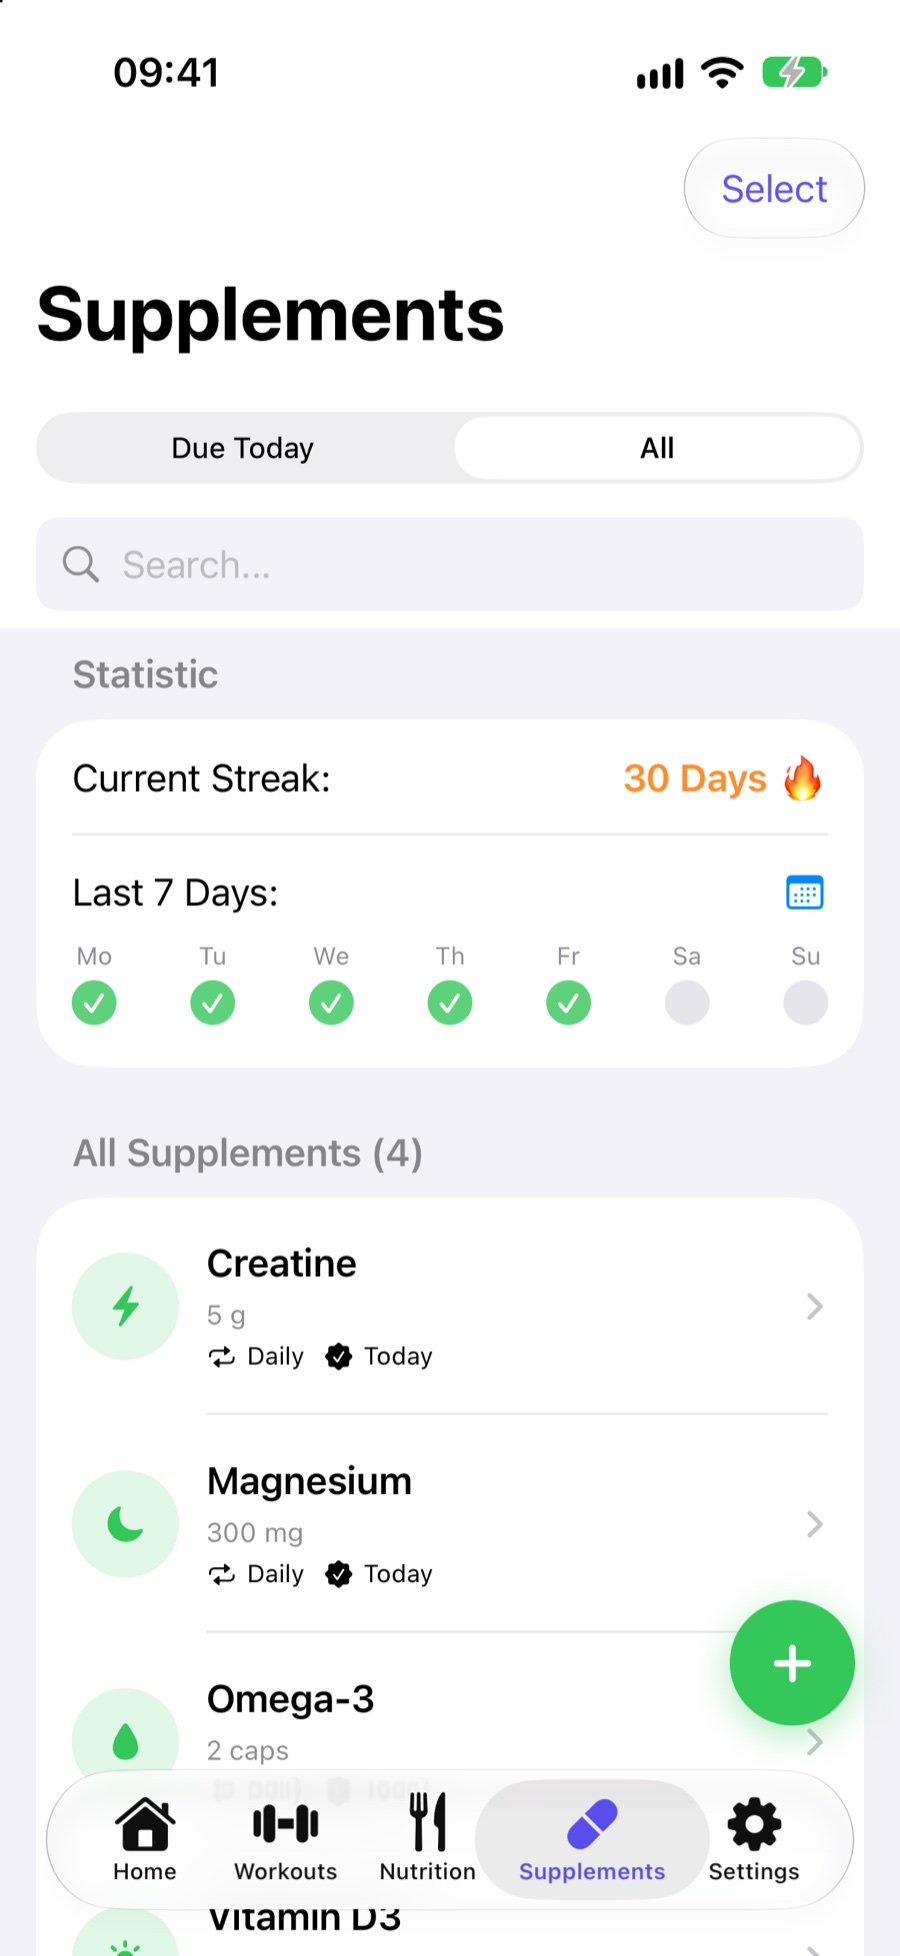 09:41
Select
Supplements
Due Today
All
Search...
Statistic
Current Streak:
30 Days 🔥
Last 7 Days:
Mo Tu We Th Fr Sa Su
All Supplements (4)
Creatine
5 g
Daily Today
Magnesium
300 mg
Daily Today
Omega-3
2 caps
Home Workouts Nutrition Supplements Settings
Vitamin D3